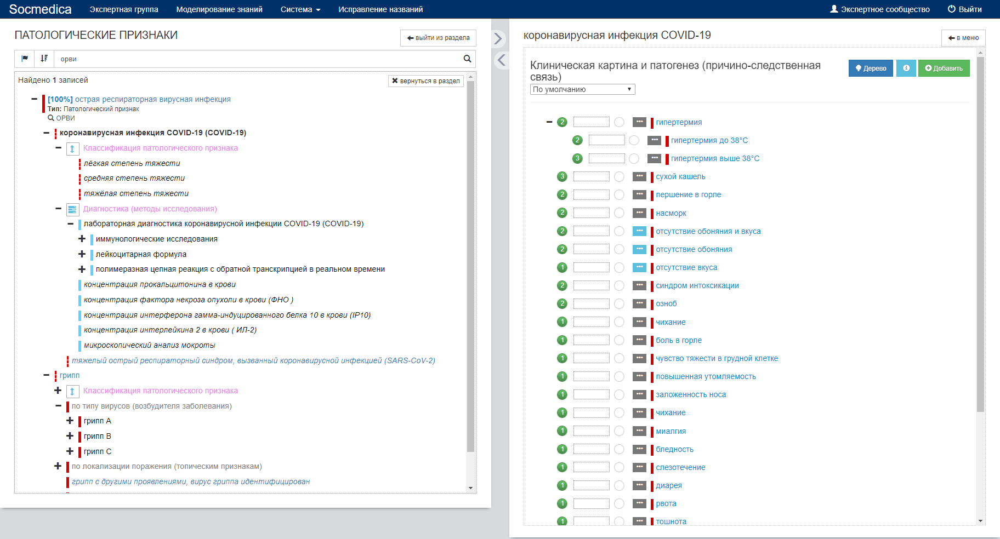 Socmedica
Экспертная группа
Моделирование знаний
Система
Исправление названий
Экспертное сообщество
Выйти
ПАТОЛОГИЧЕСКИЕ ПРИЗНАКИ
выйти из раздела
орви
Найдено 1 записей
вернуться в раздел
[100%] острая респираторная вирусная инфекция
Тип: Патологический признак
ОРВИ
коронавирусная инфекция COVID-19 (COVID-19)
Классификация патологического признака
лёгкая степень тяжести
средняя степень тяжести
тяжёлая степень тяжести
Диагностика (методы исследования)
лабораторная диагностика коронавирусной инфекции COVID-19 (COVID-19)
иммунологические исследования
лейкоцитарная формула
полимеразная цепная реакция с обратной транскрипцией в реальном времени
концентрация прокальцитонина в крови
концентрация фактора некроза опухоли в крови (ФНО )
концентрация интерферона гамма-индуцированного белка 10 в крови (IP10)
концентрация интерлейкина 2 в крови ( ИЛ-2)
микроскопический анализ мокроты
тяжелый острый респираторный синдром, вызванный коронавирусной инфекцией (SARS-CoV-2)
грипп
Классификация патологического признака
по типу вирусов (возбудителя заболевания)
грипп A
грипп B
грипп C
по локализации поражения (топическим признакам)
грипп с другими проявлениями, вирус гриппа идентифицирован
коронавирусная инфекция COVID-19
в меню
Клиническая картина и патогенез (причино-следственная
связь)
Дерево
Добавить
По умолчанию
2 гипертермия
2 гипертермия до 38°C
3 гипертермия выше 38°C
3 сухой кашель
2 першение в горле
2 насморк
2 отсутствие обоняния и вкуса
2 отсутствие обоняния
1 отсутствие вкуса
2 синдром интоксикации
2 озноб
1 чихание
1 боль в горле
1 чувство тяжести в грудной клетке
1 повышенная утомляемость
1 заложенность носа
1 чихание
1 миалгия
1 бледность
1 слезотечение
1 диарея
1 рвота
1 тошнота